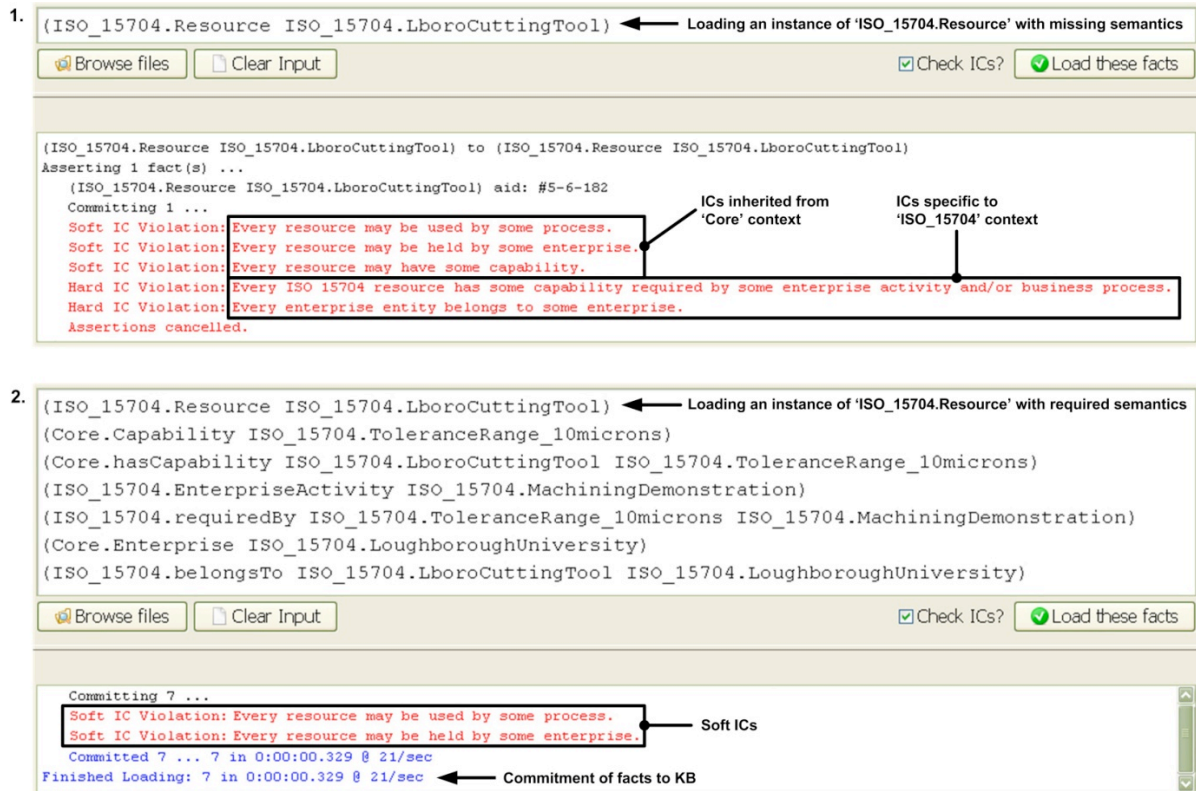 1.
(ISO_15704.Resource ISO_15704.LboroCuttingTool) Loading an instance of ‘ISO_15704.Resource’ with missing semantics
Browse files Clear Input Check ICs? Load these facts
(ISO_15704.Resource ISO_15704.LboroCuttingTool) to (ISO_15704.Resource ISO_15704.LboroCuttingTool)
Asserting 1 fact(s) ...
(ISO_15704.Resource ISO_15704.LboroCuttingTool) aid: #5-6-182
Committing 1 ...
ICs inherited from
‘Core’ context
ICs specific to
‘ISO_15704’ context
Soft IC Violation: Every resource may be used by some process.
Soft IC Violation: Every resource may be held by some enterprise.
Soft IC Violation: Every resource may have some capability.
Hard IC Violation: Every ISO 15704 resource has some capability required by some enterprise activity and/or business process.
Hard IC Violation: Every enterprise entity belongs to some enterprise.
Assertions cancelled.
2.
(ISO_15704.Resource ISO_15704.LboroCuttingTool) Loading an instance of ‘ISO_15704.Resource’ with required semantics
(Core.Capability ISO_15704.ToleranceRange_10microns)
(Core.hasCapability ISO_15704.LboroCuttingTool ISO_15704.ToleranceRange_10microns)
(ISO_15704.EnterpriseActivity ISO_15704.MachiningDemonstration)
(ISO_15704.requiredBy ISO_15704.ToleranceRange_10microns ISO_15704.MachiningDemonstration)
(Core.Enterprise ISO_15704.LoughboroughUniversity)
(ISO_15704.belongsTo ISO_15704.LboroCuttingTool ISO_15704.LoughboroughUniversity)
Browse files Clear Input Check ICs? Load these facts
Committing 7 ...
Soft IC Violation: Every resource may be used by some process.
Soft IC Violation: Every resource may be held by some enterprise.
Soft ICs
Committed 7 ... 7 in 0:00:00.329 @ 21/sec
Finished Loading: 7 in 0:00:00.329 @ 21/sec Commitment of facts to KB